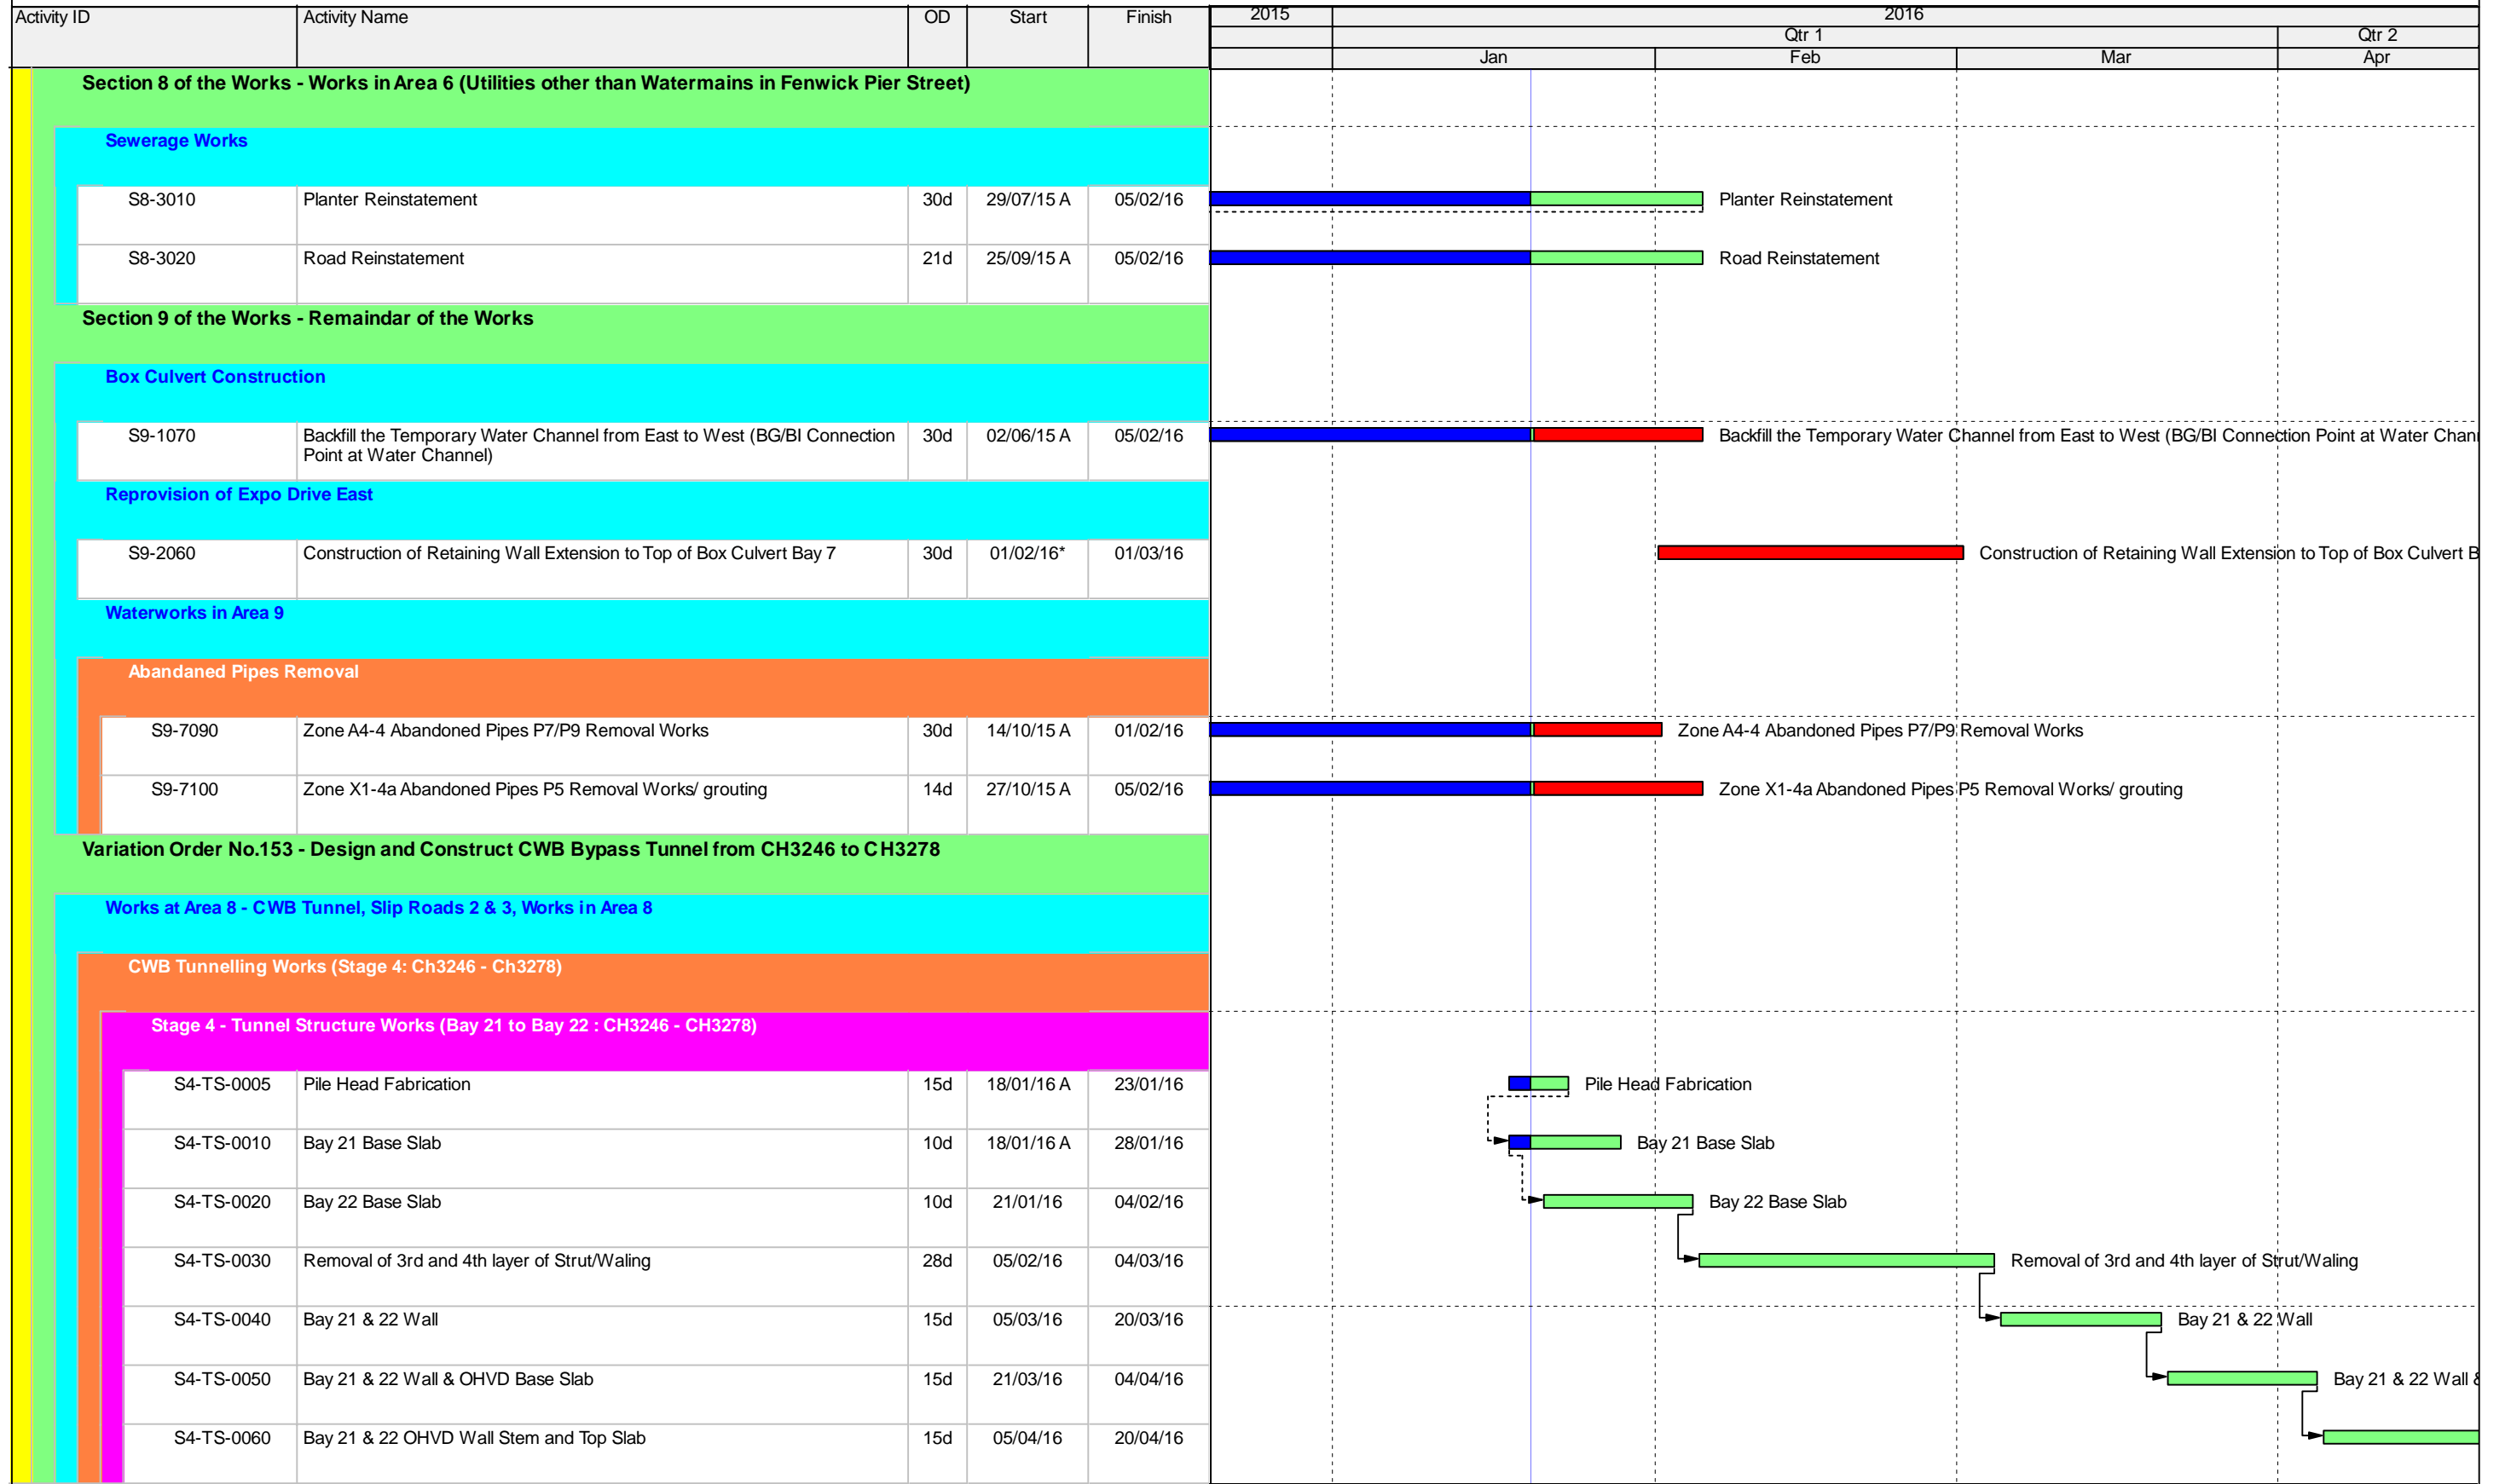 Activity ID Activity Name OD Start Finish 2015 2016
Qtr 1 Qtr 2
Jan Feb Mar Apr
Section 8 of the Works - Works in Area 6 (Utilities other than Watermains in Fenwick Pier Street)
Sewerage Works
S8-3010 Planter Reinstatement 30d 29/07/15 A 05/02/16 Planter Reinstatement
S8-3020 Road Reinstatement 21d 25/09/15 A 05/02/16 Road Reinstatement
Section 9 of the Works - Remaindar of the Works
Box Culvert Construction
S9-1070 Backfill the Temporary Water Channel from East to West (BG/BI Connection 30d 02/06/15 A 05/02/16 Backfill the Temporary Water Channel from East to West (BG/BI Connection Point at Water Chan
Point at Water Channel)
Reprovision of Expo Drive East
S9-2060 Construction of Retaining Wall Extension to Top of Box Culvert Bay 7 30d 01/02/16* 01/03/16 Construction of Retaining Wall Extension to Top of Box Culvert B
Waterworks in Area 9
Abandaned Pipes Removal
S9-7090 Zone A4-4 Abandoned Pipes P7/P9 Removal Works 30d 14/10/15 A 01/02/16 Zone A4-4 Abandoned Pipes P7/P9 Removal Works
S9-7100 Zone X1-4a Abandoned Pipes P5 Removal Works/ grouting 14d 27/10/15 A 05/02/16 Zone X1-4a Abandoned Pipes P5 Removal Works/ grouting
Variation Order No.153 - Design and Construct CWB Bypass Tunnel from CH3246 to CH3278
Works at Area 8 - CWB Tunnel, Slip Roads 2 & 3, Works in Area 8
CWB Tunnelling Works (Stage 4: Ch3246 - Ch3278)
Stage 4 - Tunnel Structure Works (Bay 21 to Bay 22 : CH3246 - CH3278)
S4-TS-0005 Pile Head Fabrication 15d 18/01/16 A 23/01/16 Pile Head Fabrication
S4-TS-0010 Bay 21 Base Slab 10d 18/01/16 A 28/01/16 Bay 21 Base Slab
S4-TS-0020 Bay 22 Base Slab 10d 21/01/16 04/02/16 Bay 22 Base Slab
S4-TS-0030 Removal of 3rd and 4th layer of Strut/Waling 28d 05/02/16 04/03/16 Removal of 3rd and 4th layer of Strut/Waling
S4-TS-0040 Bay 21 & 22 Wall 15d 05/03/16 20/03/16 Bay 21 & 22 Wall
S4-TS-0050 Bay 21 & 22 Wall & OHVD Base Slab 15d 21/03/16 04/04/16 Bay 21 & 22 Wall &
S4-TS-0060 Bay 21 & 22 OHVD Wall Stem and Top Slab 15d 05/04/16 20/04/16